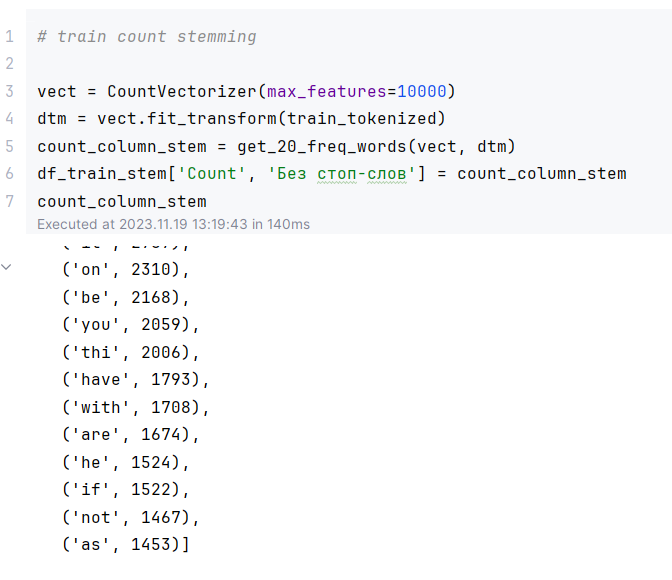 1 # train count stemming
2
3 vect = CountVectorizer(max_features=10000)
4 dtm = vect.fit_transform(train_tokenized)
5 count_column_stem = get_20_freq_words(vect, dtm)
6 df_train_stem['Count', 'Без стоп-слов'] = count_column_stem
7 count_column_stem
Executed at 2023.11.19 13:19:43 in 140ms
('on', 2310),
('be', 2168),
('you', 2059),
('thi', 2006),
('have', 1793),
('with', 1708),
('are', 1674),
('he', 1524),
('if', 1522),
('not', 1467),
('as', 1453)]